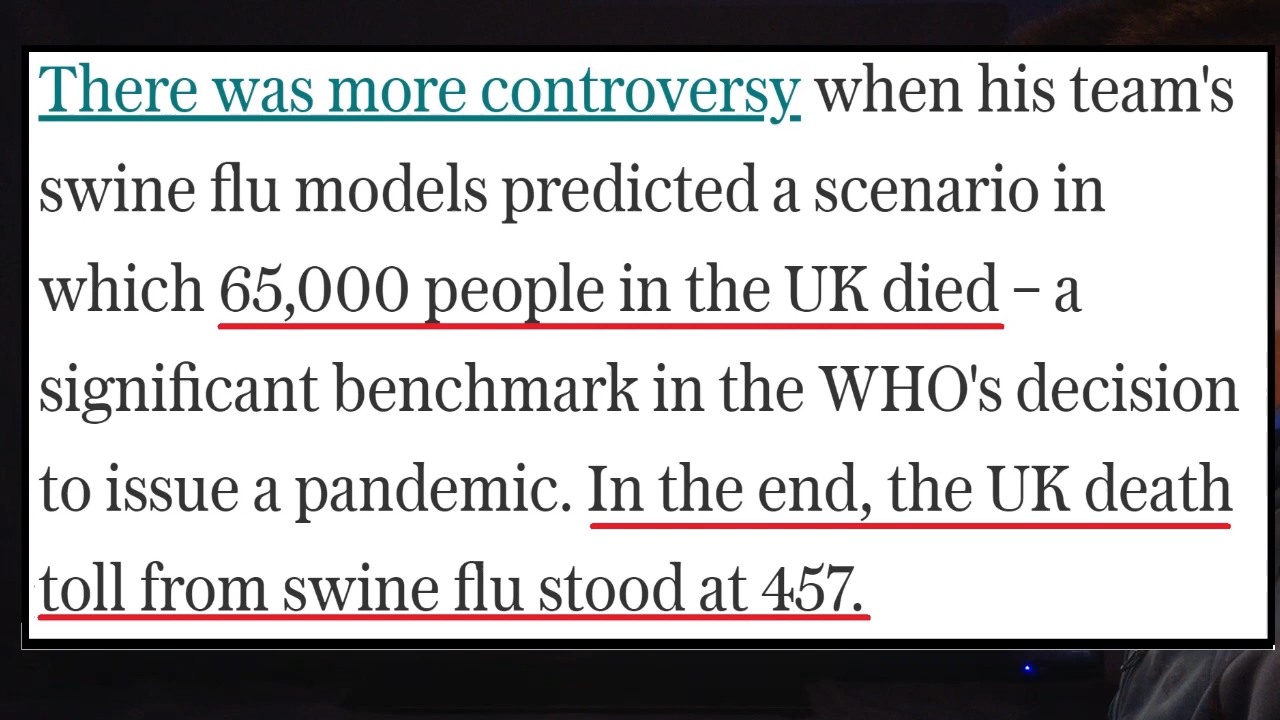 There was more controversy when his team's
swine flu models predicted a scenario in
which 65,000 people in the UK died – a
significant benchmark in the WHO's decision
to issue a pandemic. In the end, the UK death
toll from swine flu stood at 457.